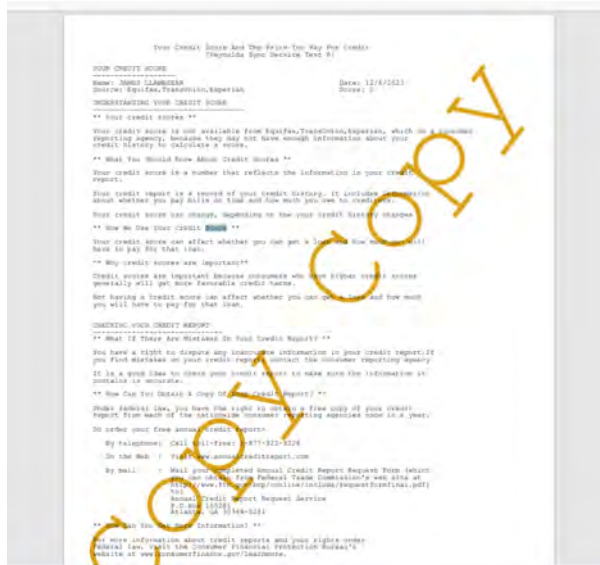 Your Credit Score And The Price You Pay For Credit
(Reynolds Sync Service Test R)
YOUR CREDIT SCORE
Name: JAMES
Date: 12/6/2023
Source: Equifax,TransUnion,Experian
Score: 0
UNDERSTANDING YOUR CREDIT SCORE
** Your credit scores **
Your credit score is not available from Equifax,TransUnion,Experian, which is a consumer
reporting agency, because they may not have enough information about your
credit history to calculate a score.
** What You Should Know About Credit Scores **
Your credit score is a number that reflects the information in your credit
report.
Your credit report is a record of your credit history. It includes information
about whether you pay bills on time and how much you owe to creditors.
Your credit score can change, depending on how your credit history changes
** How We Use Your Credit Score **
Your credit score can affect whether you can get a loan and how much you will
have to pay for that loan.
** Why credit scores are important**
Credit scores are important because consumers who have higher credit scores
generally will get more favorable credit terms.
Not having a credit score can affect whether you can get a loan and how much
you will have to pay for that loan.
CHECKING YOUR CREDIT REPORT
** What If There Are Mistakes In Your Credit Report? **
You have a right to dispute any inaccurate information in your credit report.If
you find mistakes on your credit report, contact the consumer reporting agency
It is a good idea to check your credit report to make sure the information it
contains is accurate.
** How Can You Obtain A Copy Of Your Credit Report? **
Under federal law, you have the right to obtain a free copy of your credit
report from each of the nationwide consumer reporting agencies once in a year.
To order your free annual credit report-
By telephone: Call toll-free: 1-877-322-8228
On the Web : Visit www.annualcreditreport.com
By mail : Mail your completed Annual Credit Report Request Form (which
you can obtain from Federal Trade Commission's web site at
http://www.ftc.gov/bcp/conline/include/requestformfinal.pdf)
to:
Annual Credit Report Request Service
P.O.Box 105281
Atlanta, GA 30348-5281
** How Can You Get More Information? **
For more information about credit reports and your rights under
Federal law, visit the Consumer Financial Protection Bureau's
website at www.consumerfinance.gov/learnmore.
Copy
Copy